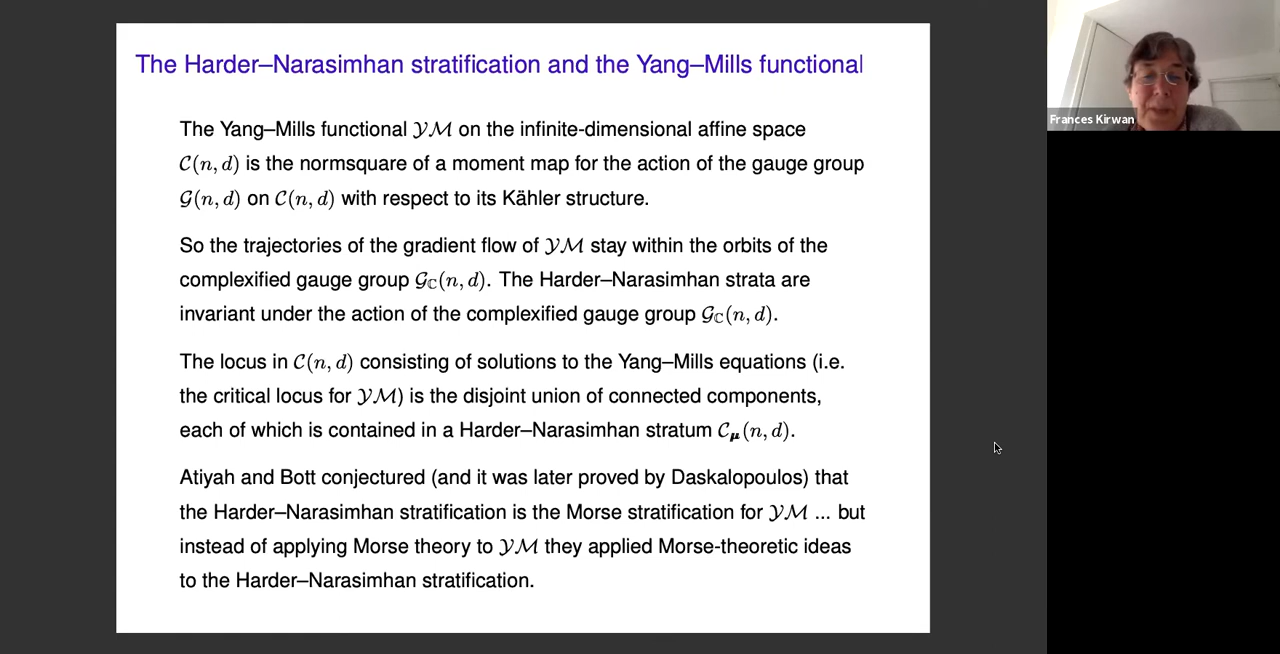 The Harder–Narasimhan stratification and the Yang–Mills functional
The Yang–Mills functional 𝒴ℳ on the infinite-dimensional affine space
𝒞(n, d) is the normsquare of a moment map for the action of the gauge group
𝒢(n, d) on 𝒞(n, d) with respect to its Kähler structure.
So the trajectories of the gradient flow of 𝒴ℳ stay within the orbits of the
complexified gauge group 𝒢ℂ(n, d). The Harder–Narasimhan strata are
invariant under the action of the complexified gauge group 𝒢ℂ(n, d).
The locus in 𝒞(n, d) consisting of solutions to the Yang–Mills equations (i.e.
the critical locus for 𝒴ℳ) is the disjoint union of connected components,
each of which is contained in a Harder–Narasimhan stratum 𝒞μ(n, d).
Atiyah and Bott conjectured (and it was later proved by Daskalopoulos) that
the Harder–Narasimhan stratification is the Morse stratification for 𝒴ℳ ... but
instead of applying Morse theory to 𝒴ℳ they applied Morse-theoretic ideas
to the Harder–Narasimhan stratification.
Frances Kirwan